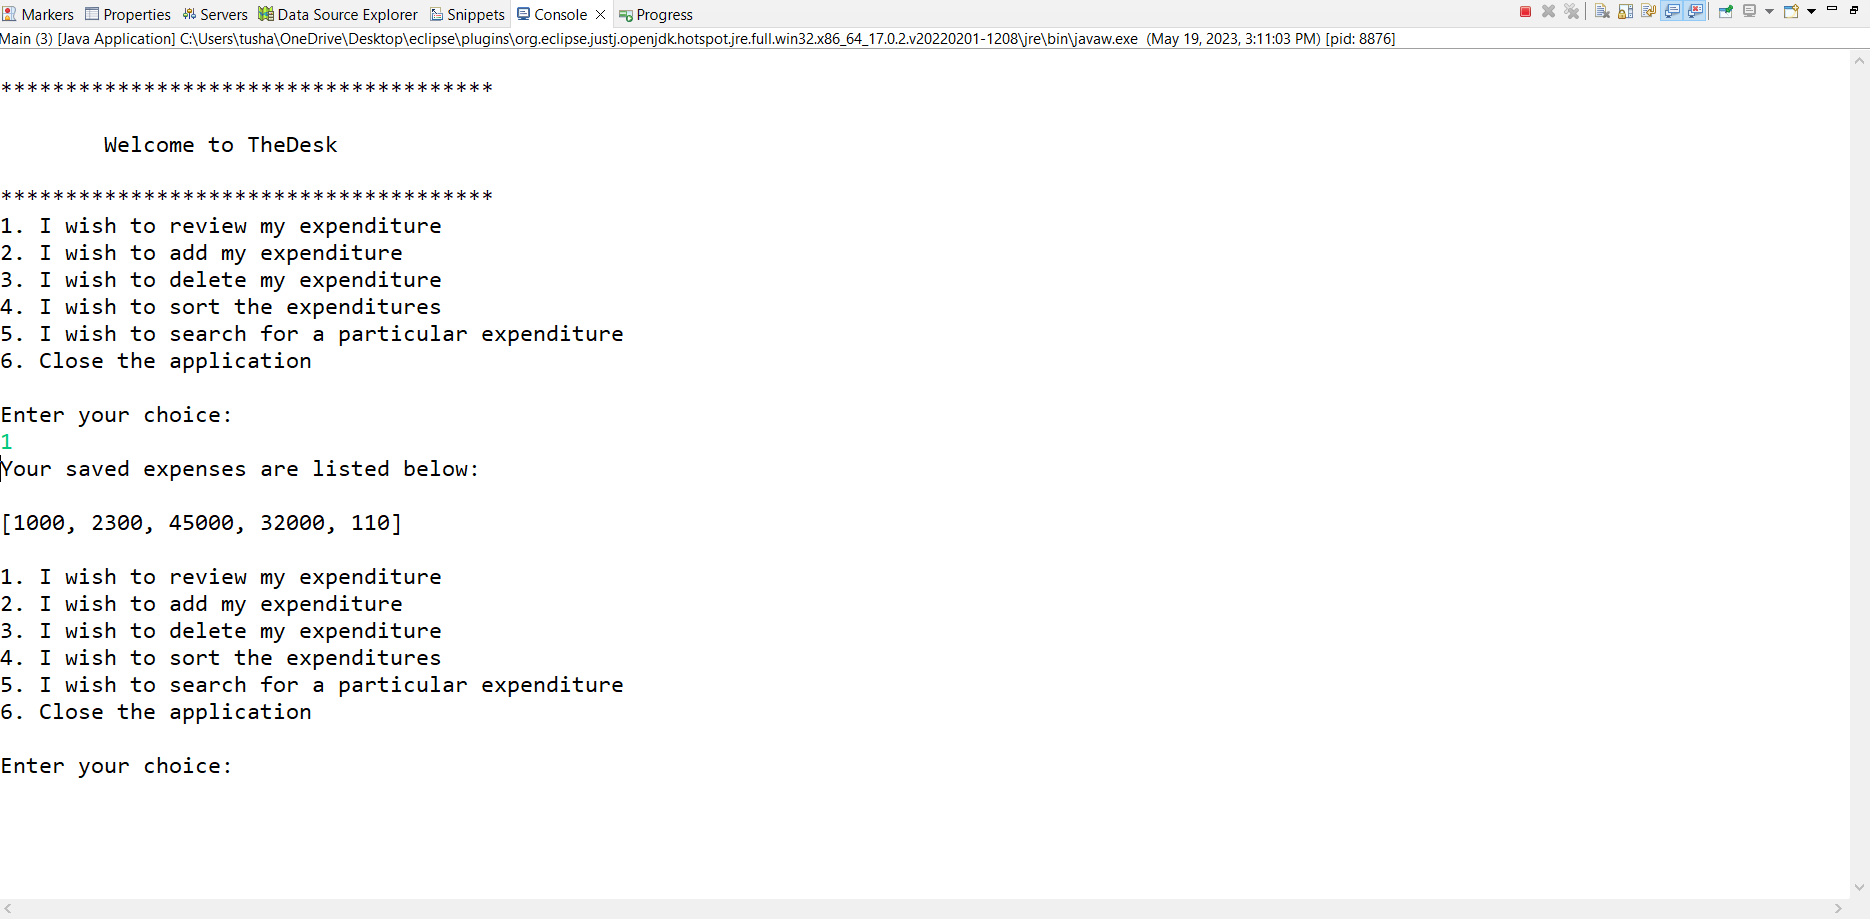 Markers Properties Servers Data Source Explorer Snippets Console Progress
Main (3) [Java Application] C:\Users\tusha\OneDrive\Desktop\eclipse\plugins\org.eclipse.justj.openjdk.hotspot.jre.full.win32.x86_64_17.0.2.v20220201-1208\jre\bin\javaw.exe (May 19, 2023, 3:11:03 PM) [pid: 8876]
**************************************
Welcome to TheDesk
**************************************
1. I wish to review my expenditure
2. I wish to add my expenditure
3. I wish to delete my expenditure
4. I wish to sort the expenditures
5. I wish to search for a particular expenditure
6. Close the application
Enter your choice:
1
Your saved expenses are listed below:
[1000, 2300, 45000, 32000, 110]
1. I wish to review my expenditure
2. I wish to add my expenditure
3. I wish to delete my expenditure
4. I wish to sort the expenditures
5. I wish to search for a particular expenditure
6. Close the application
Enter your choice: